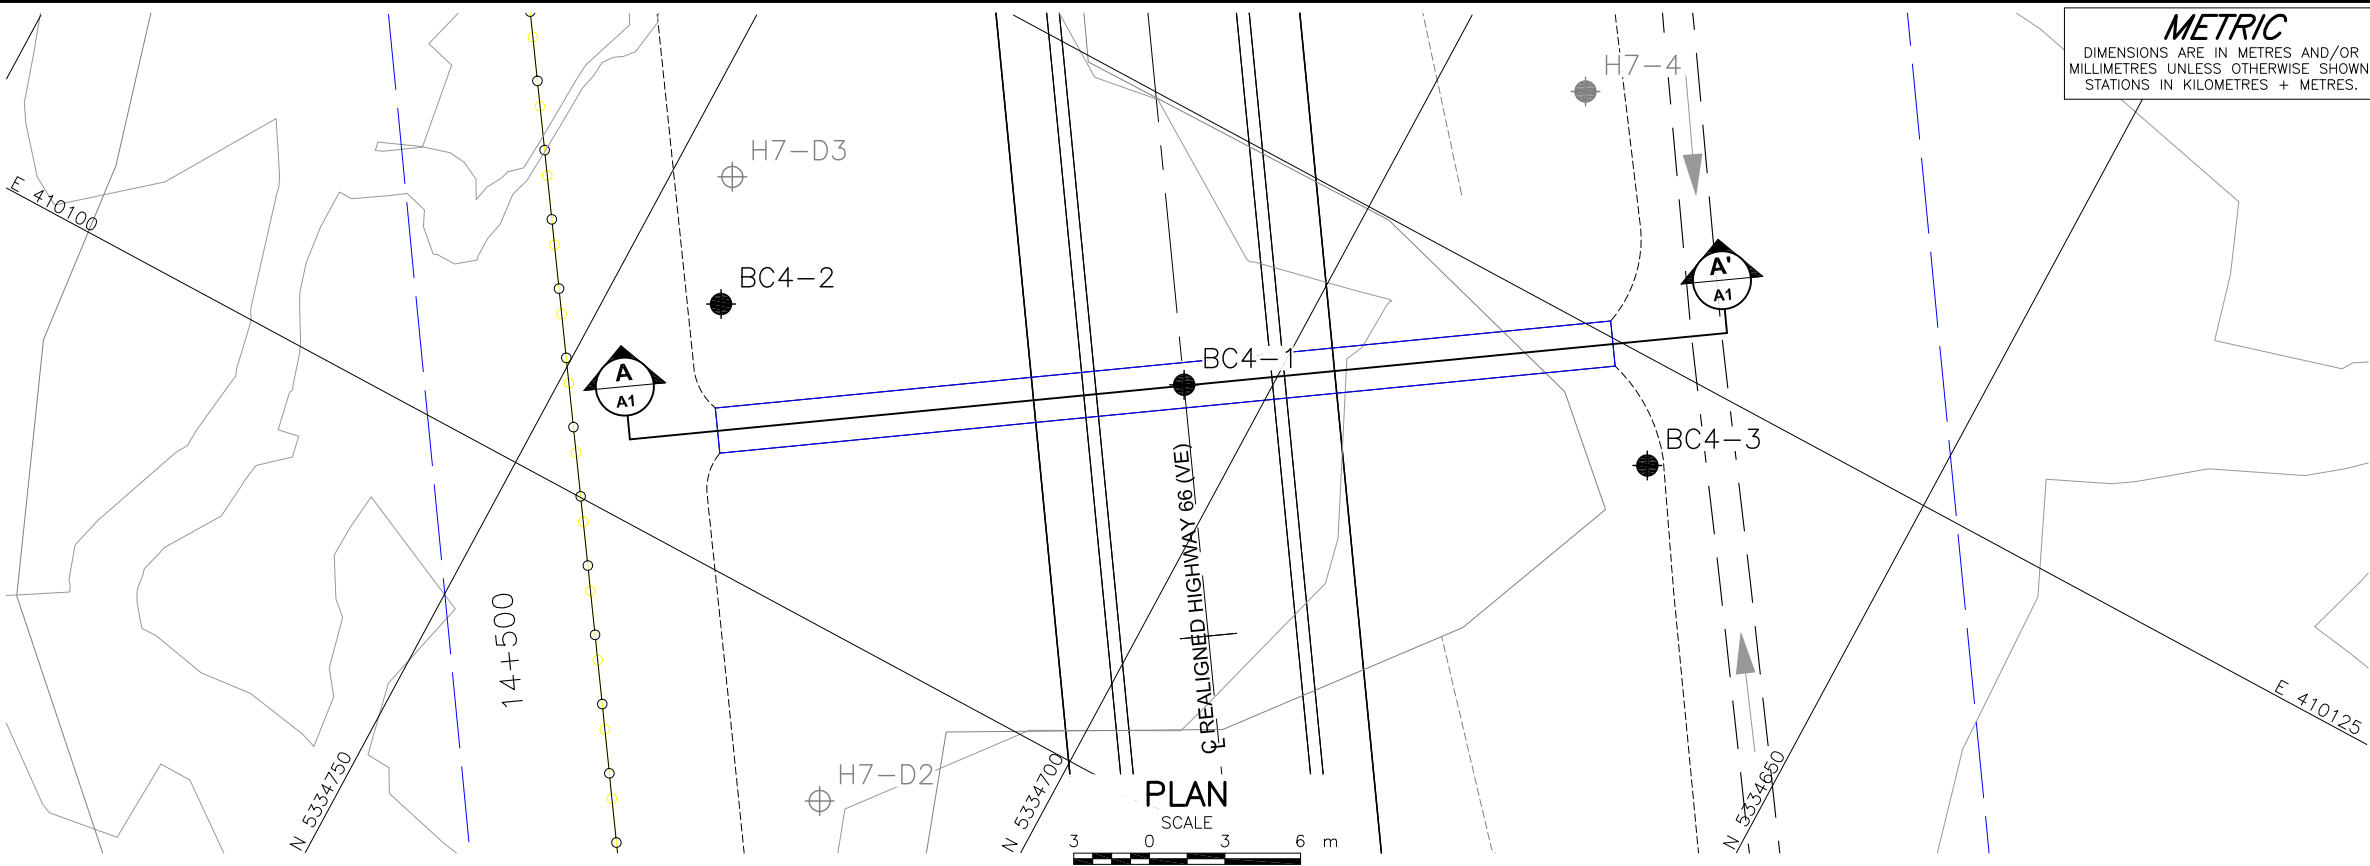 METRIC
DIMENSIONS ARE IN METRES AND/OR
MILLIMETRES UNLESS OTHERWISE SHOWN
STATIONS IN KILOMETRES + METRES.
H7-4
H7-D3
E 410100
BC4-2
A'
A1
A
A1
BC4-1
BC4-3
℄ REALIGNED HIGHWAY 66 (VE)
14+500
E 410125
N 5334750
N 5334700
N 5334650
H7-D2
PLAN
SCALE
3 0 3 6 m